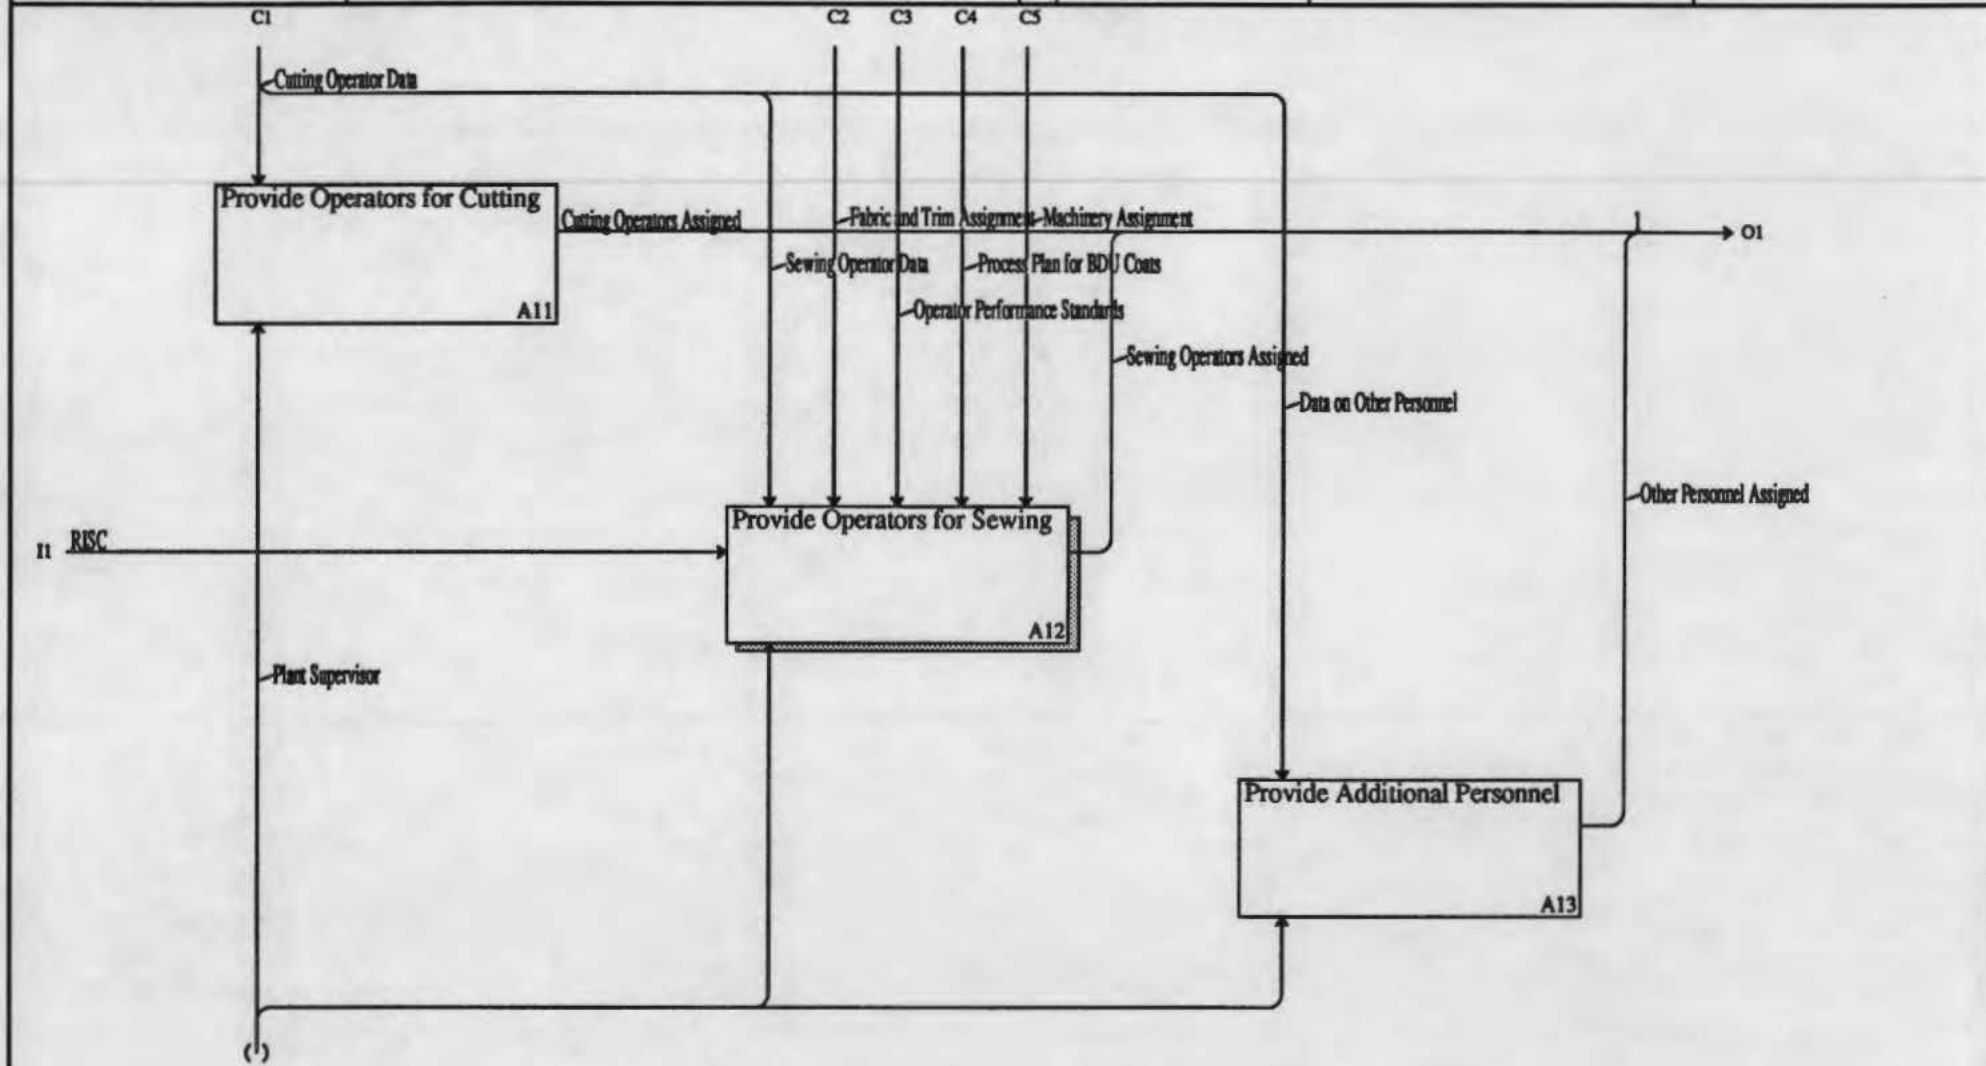 C1
C2 C3 C4 C5
Cutting Operator Data
Provide Operators for Cutting
A11
Cutting Operators Assigned
Fabric and Trim Assignment
Machinery Assignment
O1
Sewing Operator Data
Process Plan for BDU Coats
Operator Performance Standards
Sewing Operators Assigned
Data on Other Personnel
Other Personnel Assigned
I1 RISC
Provide Operators for Sewing
A12
Plant Supervisor
Provide Additional Personnel
A13